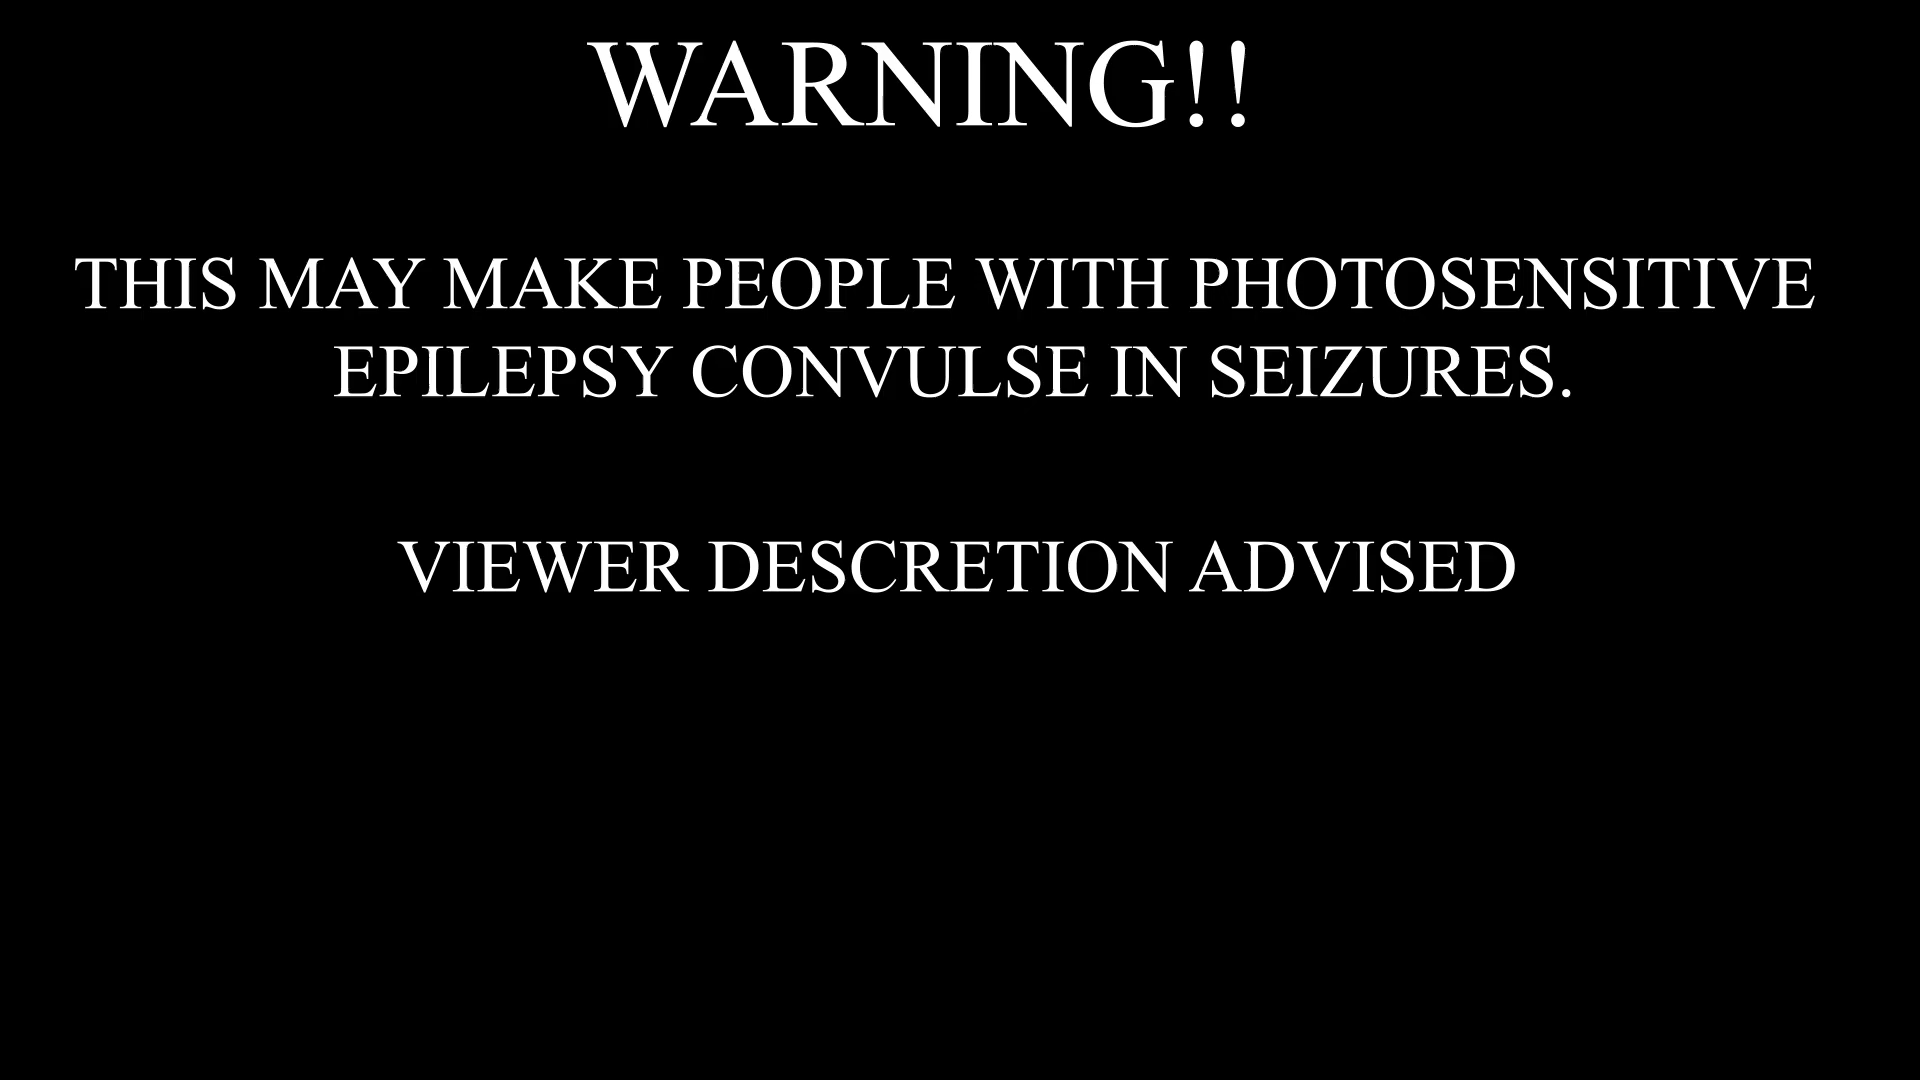 WARNING!!
THIS MAY MAKE PEOPLE WITH PHOTOSENSITIVE
EPILEPSY CONVULSE IN SEIZURES.
VIEWER DESCRETION ADVISED